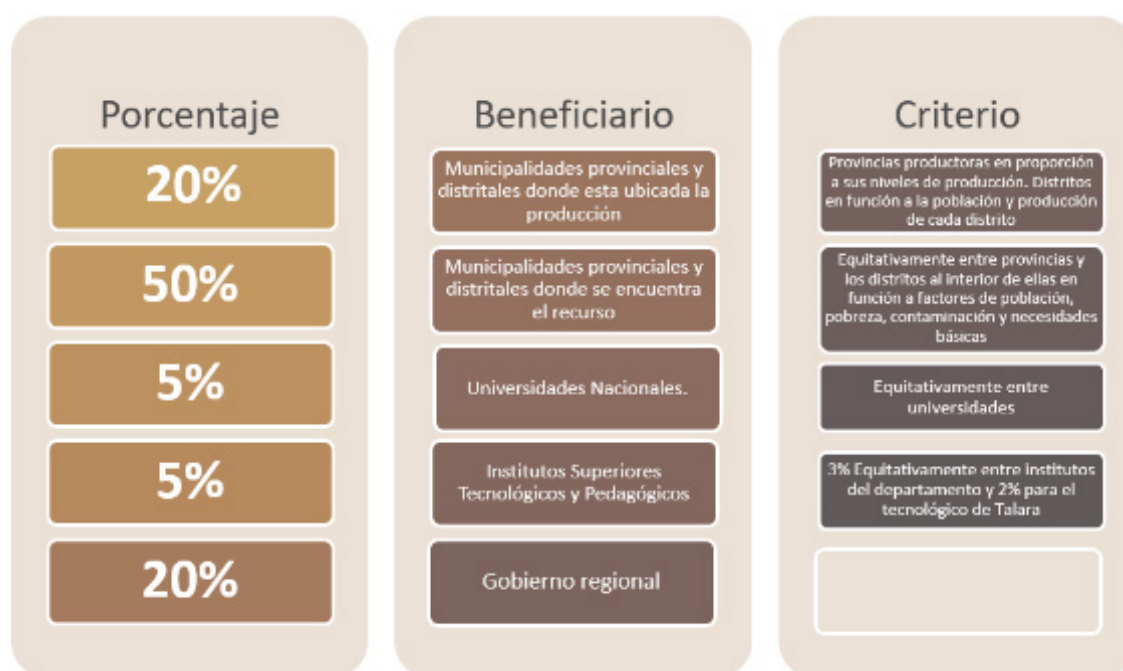 Porcentaje
20%
50%
5%
5%
20%
Beneficiario
Municipalidades provinciales y
distritales donde esta ubicada la
producción
Municipalidades provinciales y
distritales donde se encuentra
el recurso
Universidades Nacionales.
Institutos Superiores
Tecnológicos y Pedagógicos
Gobierno regional
Criterio
Provincias productoras en proporción
a sus niveles de producción. Distritos
en función a la población y producción
de cada distrito
Equitativamente entre provincias y
los distritos al interior de ellas en
función a factores de población,
pobreza, contaminación y necesidades
básicas
Equitativamente entre
universidades
3% Equitativamente entre institutos
del departamento y 2% para el
tecnológico de Talara